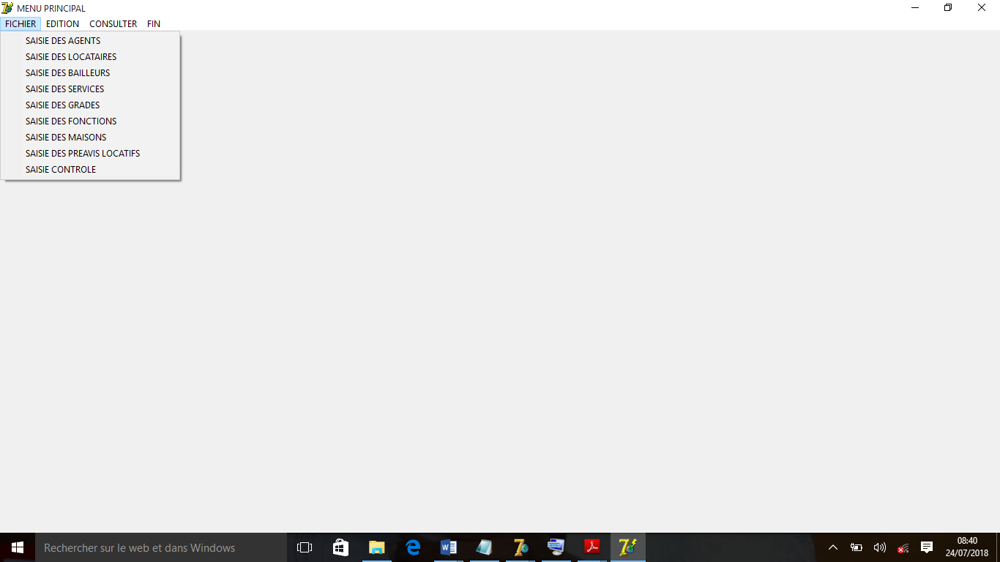 MENU PRINCIPAL
FICHIER EDITION CONSULTER FIN
SAISIE DES AGENTS
SAISIE DES LOCATAIRES
SAISIE DES BAILLEURS
SAISIE DES SERVICES
SAISIE DES GRADES
SAISIE DES FONCTIONS
SAISIE DES MAISONS
SAISIE DES PREAVIS LOCATIFS
SAISIE CONTROLE
Rechercher sur le web et dans Windows
08:40
24/07/2018